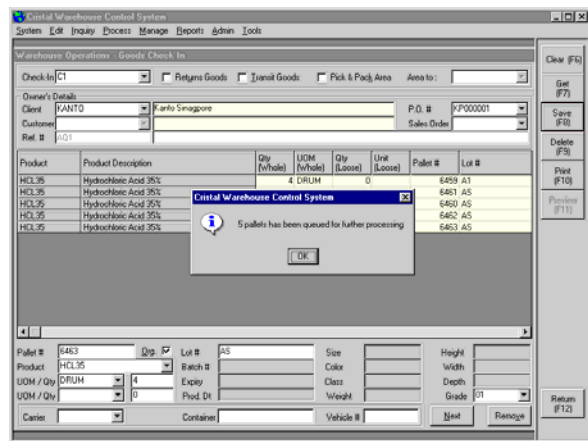 Cristal Warehouse Control System
System Edit Inquiry Process Manage Reports Admin Tools
Warehouse Operations - Goods Check In
Clear (F6)
Check-In C1 Returns Goods Transit Goods Pick & Pack Area Area to :
Get (F7)
Owner's Details
Client KANTO Kanto Sinagpore P.O. # KP000001
Save (F8)
Customer Sales Order
Ref. # AQ1
Delete (F9)
Product Product Description Qty (Whole) UOM (Whole) Qty (Loose) Unit (Loose) Pallet # Lot #
Print (F10)
HCL35 Hydrochloric Acid 35% 4 DRUM 0 6459 A1
HCL35 Hydrochloric Acid 35% 6461 AS
Preview (F11)
HCL35 Hydrochloric Acid 35% 6460 AS
HCL35 Hydrochloric Acid 35% 6462 AS
HCL35 Hydrochloric Acid 35% 6463 AS
Cristal Warehouse Control System
5 pallets has been queued for further processing
OK
Pallet # 6463 Drg. Lot # AS Size Height
Product HCL35 Batch # Color Width
UOM / Qty DRUM 4 Expiry Class Depth
UOM / Qty 0 Prod. Dt Weight Grade 01
Return (F12)
Carrier Container Vehicle # Next Remove